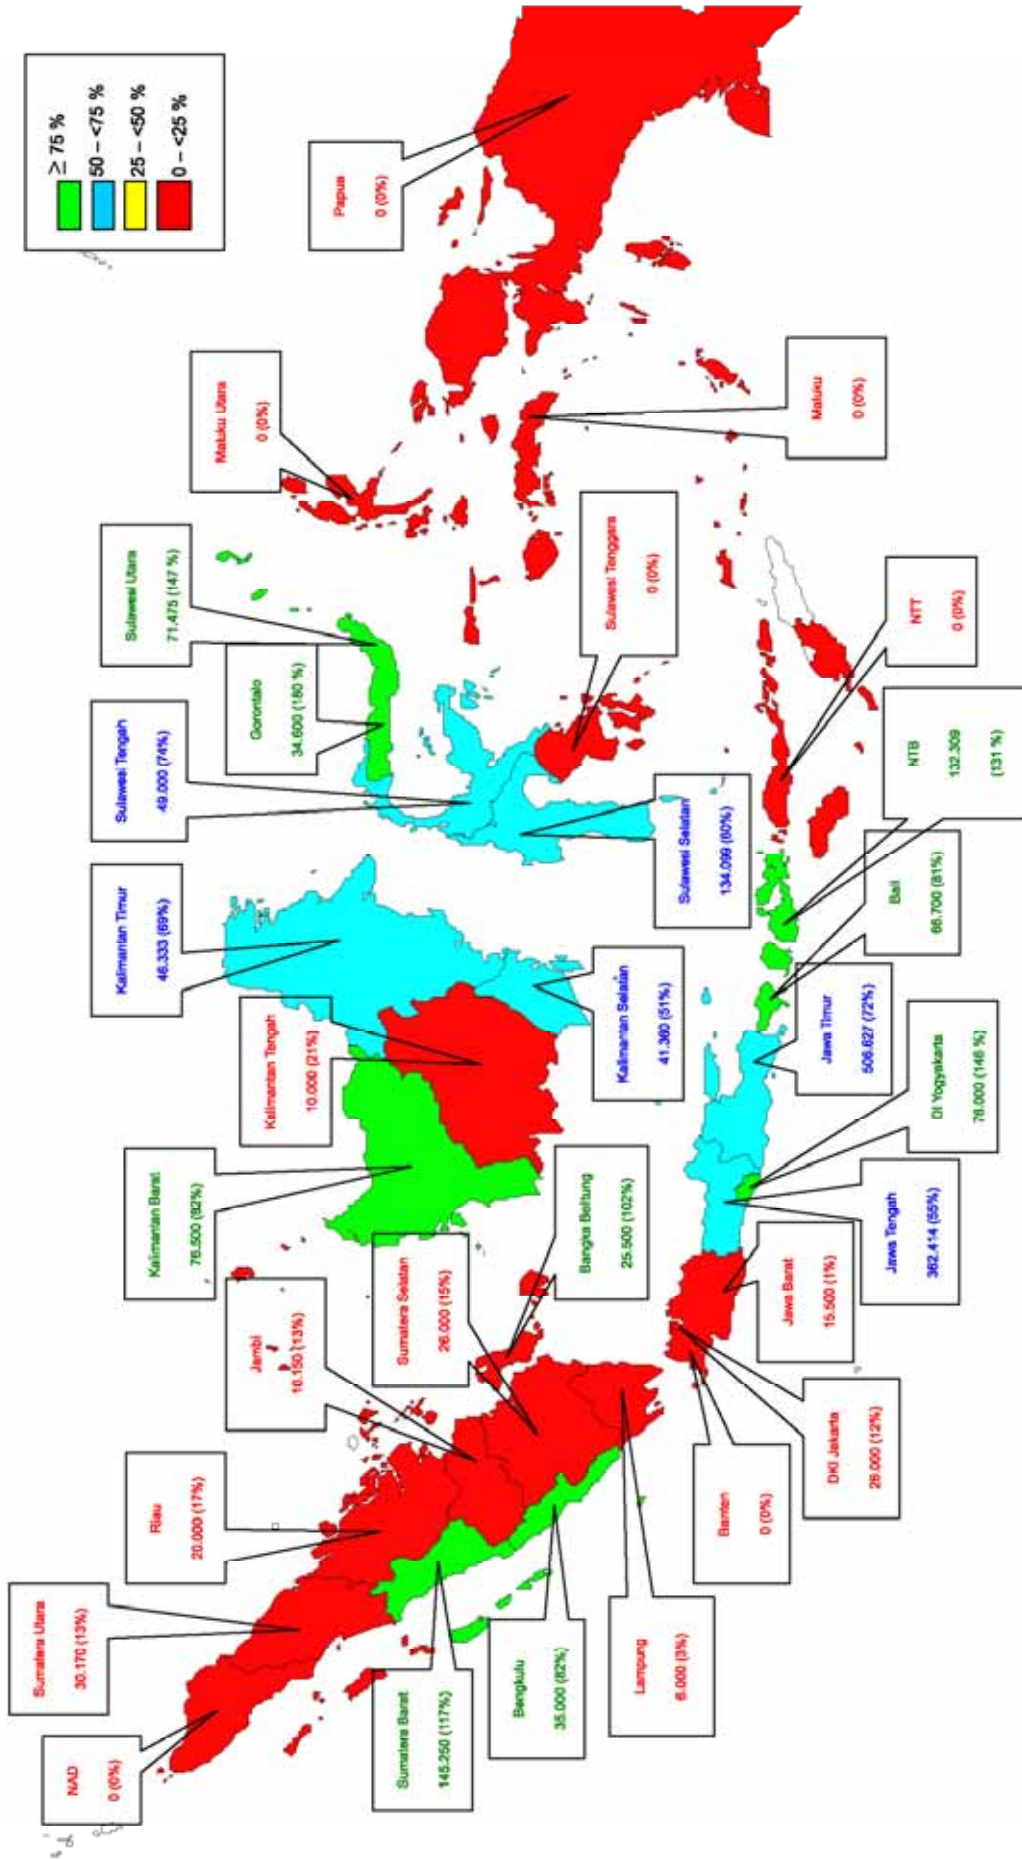 ≥ 75 %
50 – <75 %
25 – <50 %
0 – <25 %
NAD
0 (0%)
Sumatera Utara
30.170 (13%)
Riau
20.000 (17%)
Jambi
10.150 (13%)
Sumatera Selatan
26.000 (15%)
Bangka Belitung
25.500 (102%)
Kalimantan Barat
76.500 (82%)
Kalimantan Tengah
10.000 (21%)
Kalimantan Timur
46.333 (69%)
Kalimantan Selatan
41.360 (51%)
Sulawesi Tengah
49.000 (74%)
Gorontalo
34.600 (180 %)
Sulawesi Utara
71.475 (147 %)
Sulawesi Selatan
134.099 (60%)
Sulawesi Tenggara
0 (0%)
Maluku Utara
0 (0%)
Papua
0 (0%)
Maluku
0 (0%)
Sumatera Barat
145.250 (117%)
Bengkulu
35.000 (82%)
Lampung
6.000 (3%)
Banten
0 (0%)
DKI Jakarta
26.000 (12%)
Jawa Barat
15.500 (1%)
Jawa Tengah
362.414 (55%)
DI Yogyakarta
76.000 (146 %)
Jawa Timur
506.627 (72%)
Bali
66.700 (81%)
NTB
132.309
(131 %)
NTT
0 (0%)